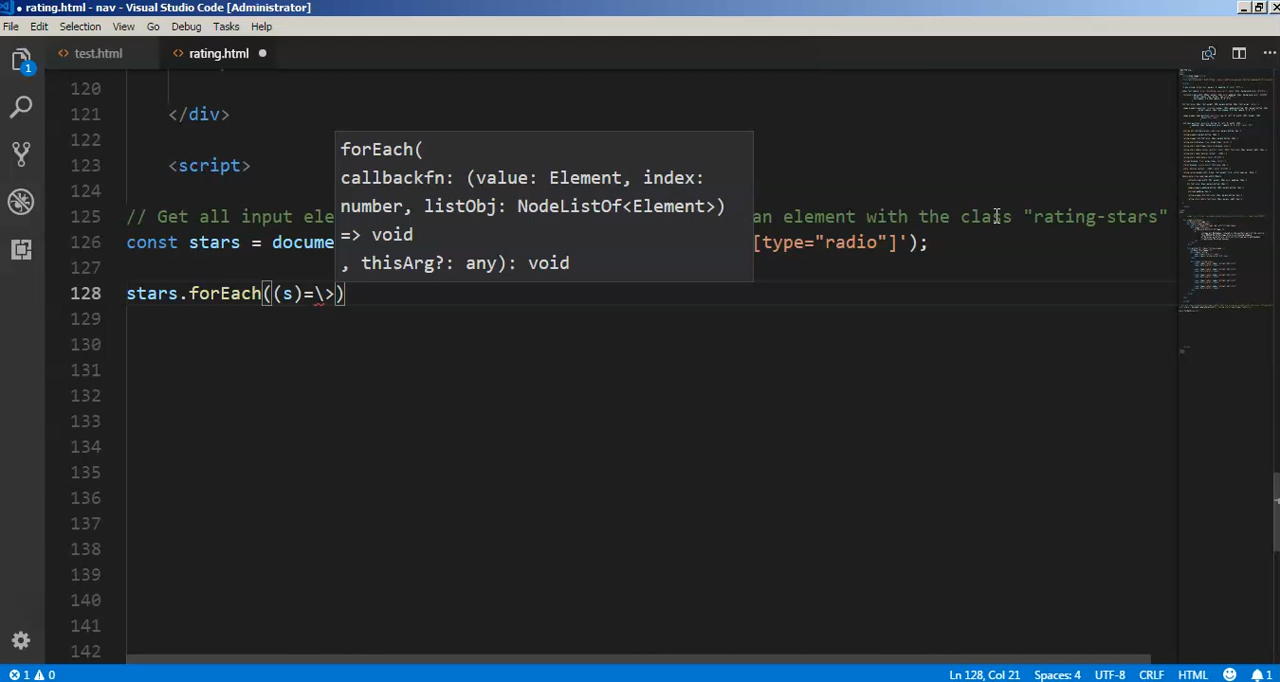 rating.html - nav - Visual Studio Code [Administrator]
File Edit Selection View Go Debug Tasks Help
test.html rating.html
120
121 </div>
122
123 <script>
124
125 // Get all input ele an element with the class "rating-stars"
126 const stars = docume [type="radio"]');
127
128 stars.forEach((s)=\>)
129
130
131
132
133
134
135
136
137
138
139
140
141
142
forEach(
callbackfn: (value: Element, index:
number, listObj: NodeListOf<Element>)
=> void
, thisArg?: any): void
1
1 0 Ln 128, Col 21 Spaces: 4 UTF-8 CRLF HTML 1